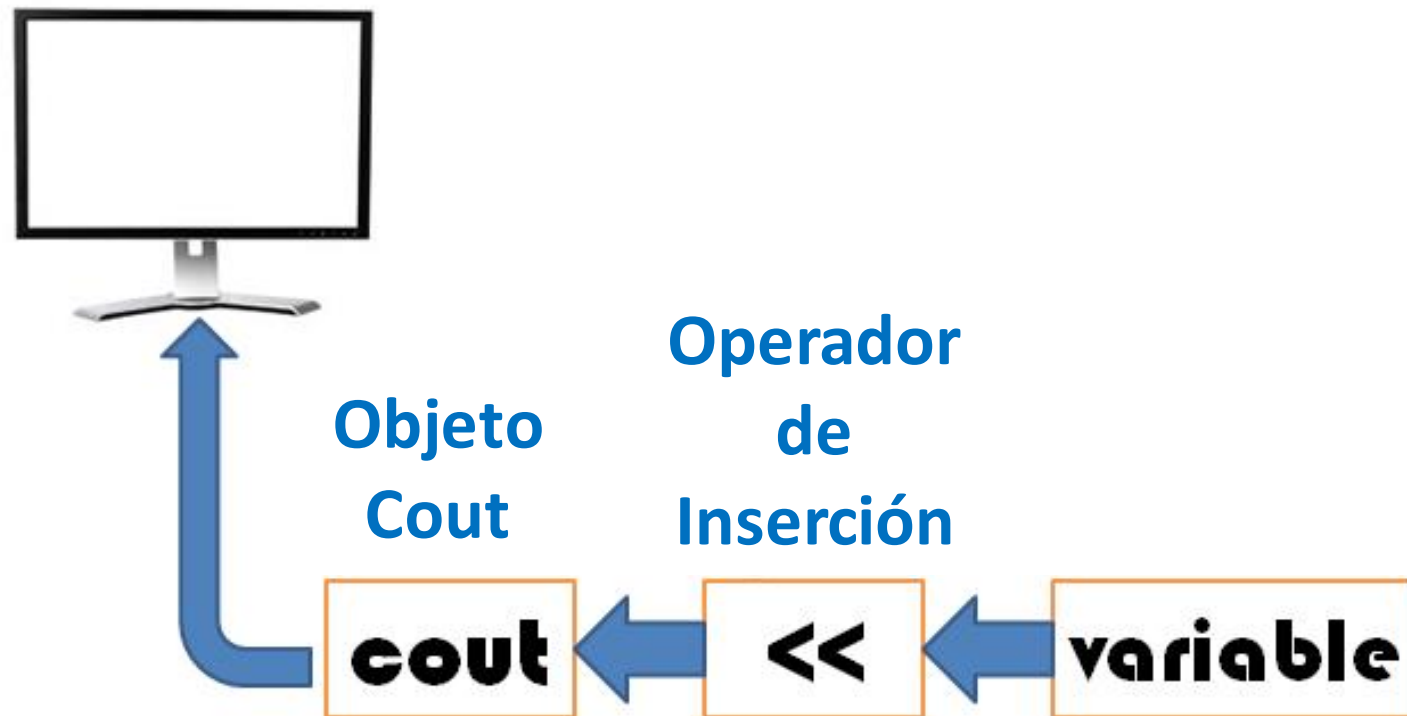 Objeto
Cout
Operador
de
Inserción
cout << variable